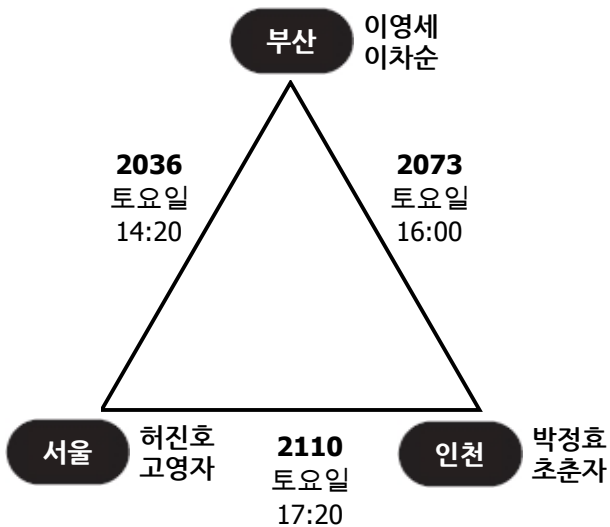 부산
이영세
이차순
2036
토요일
14:20
2073
토요일
16:00
서울
허진호
고영자
2110
토요일
17:20
인천
박정효
초춘자